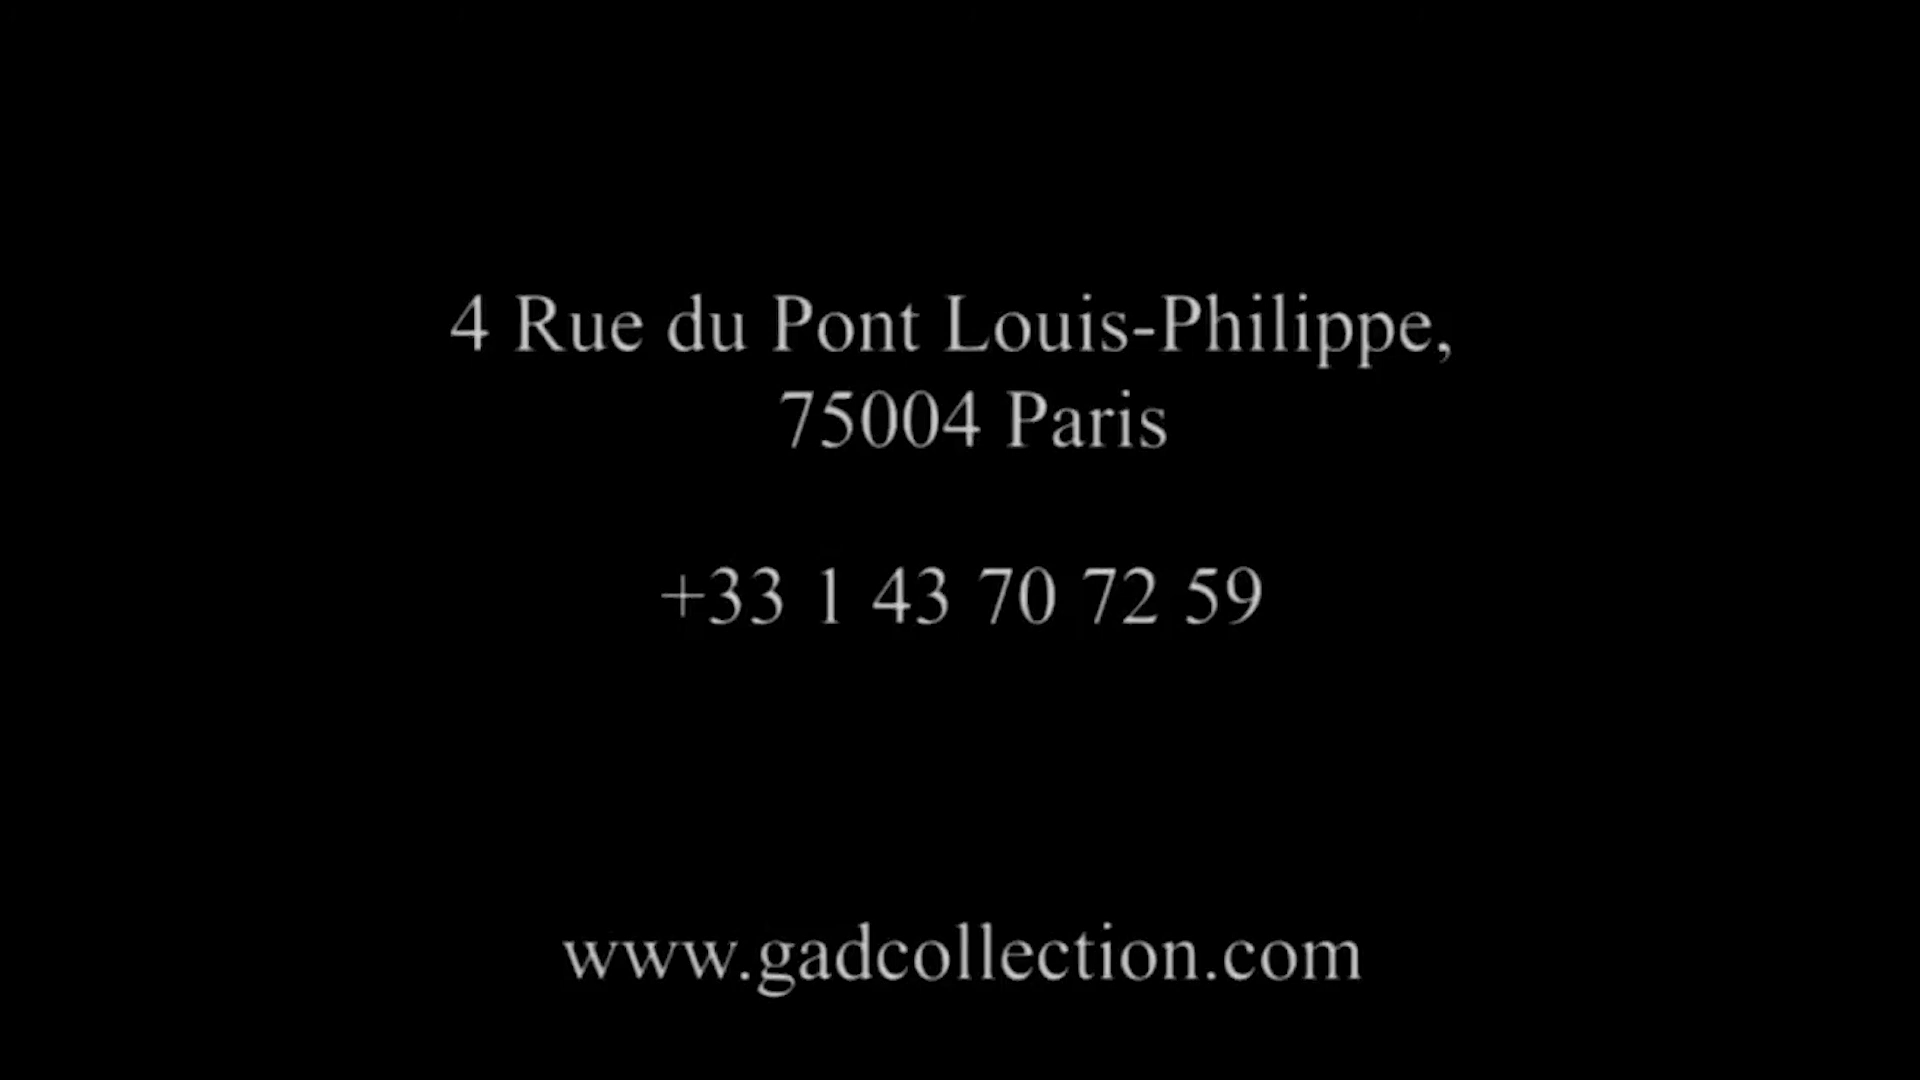 4 Rue du Pont Louis-Philippe,
75004 Paris
+33 1 43 70 72 59
www.gadcollection.com